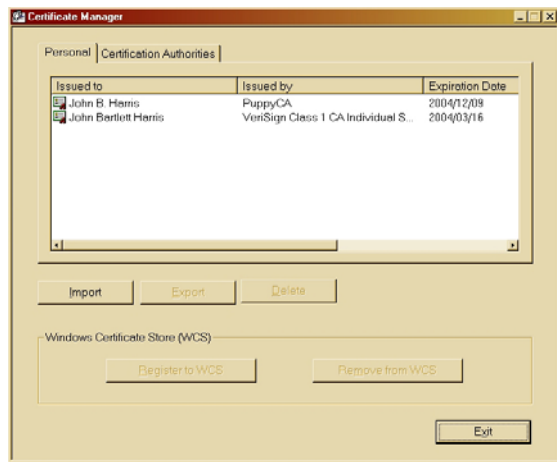 Certificate Manager
Personal Certification Authorities
Issued to Issued by Expiration Date
John B. Harris PuppyCA 2004/12/09
John Bartlett Harris VeriSign Class 1 CA Individual S... 2004/03/16
Import Export Delete
Windows Certificate Store (WCS)
Register to WCS Remove from WCS
Exit